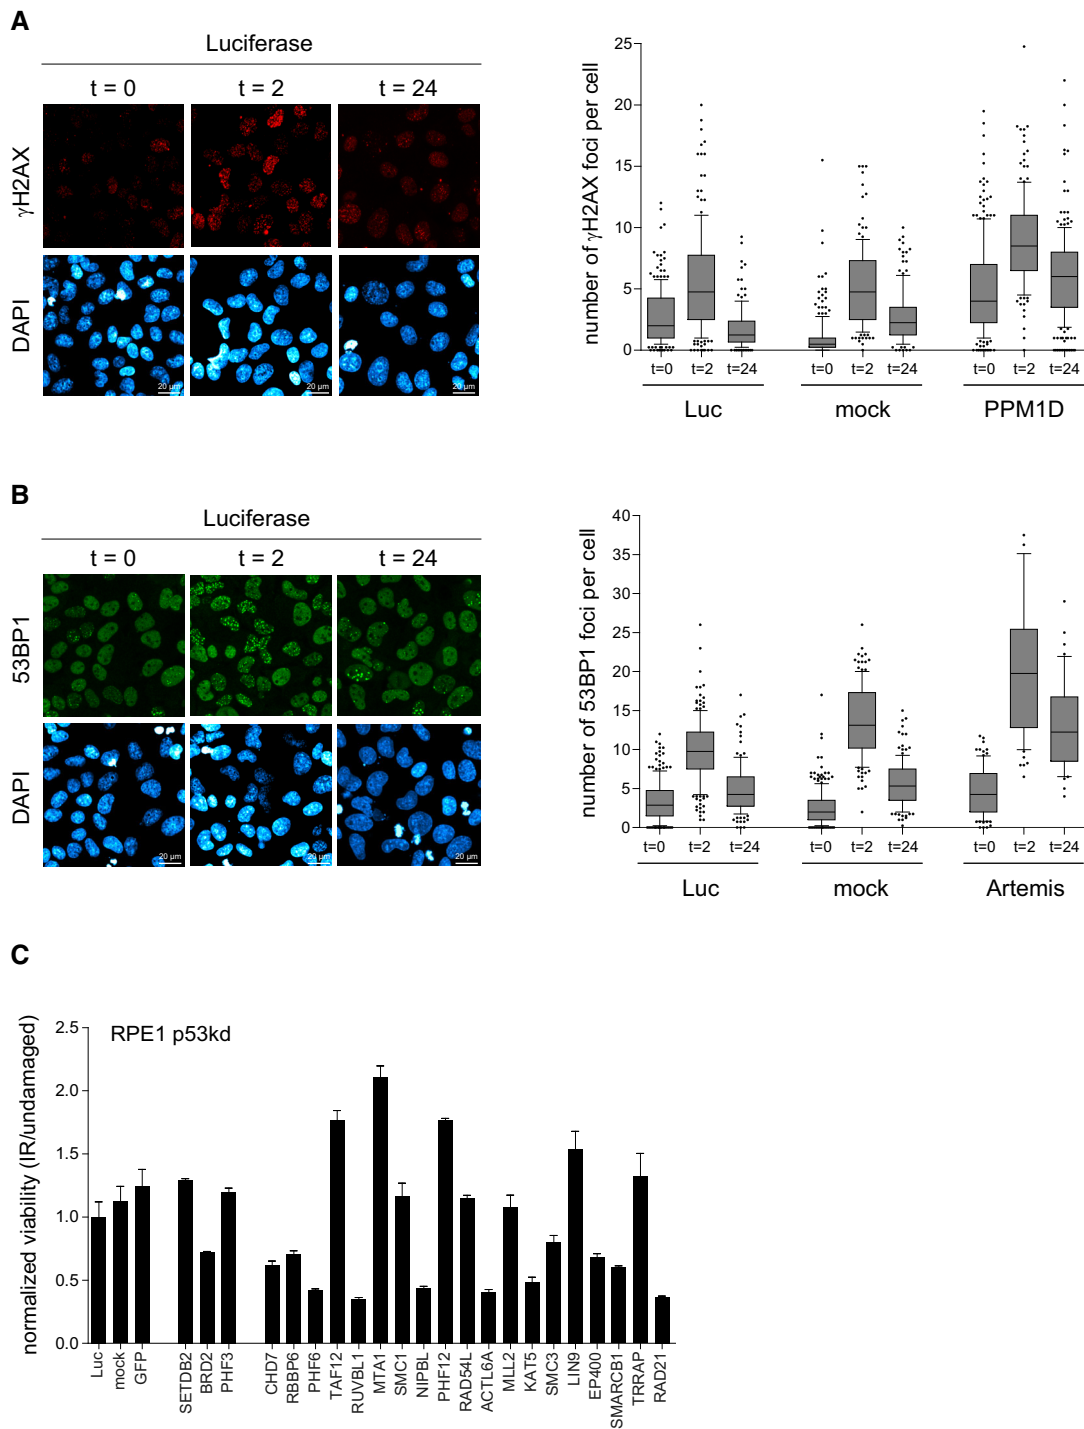 A
Luciferase
t = 0 t = 2 t = 24
γH2AX
DAPI
20 μm 20 μm 20 μm
number of γH2AX foci per cell
25
20
15
10
5
0
t=0 t=2 t=24 t=0 t=2 t=24 t=0 t=2 t=24
Luc mock PPM1D
B
Luciferase
t = 0 t = 2 t = 24
53BP1
DAPI
20 μm 20 μm 20 μm
number of 53BP1 foci per cell
40
35
30
25
20
15
10
5
0
t=0 t=2 t=24 t=0 t=2 t=24 t=0 t=2 t=24
Luc mock Artemis
C
RPE1 p53kd
normalized viability (IR/undamaged)
2.5
2.0
1.5
1.0
0.5
0.0
Luc
mock
GFP
SETDB2
BRD2
PHF3
CHD7
RBBP6
PHF6
TAF12
RUVBL1
MTA1
SMC1
NIPBL
PHF12
RAD54L
ACTL6A
MLL2
KAT5
SMC3
LIN9
EP400
SMARCB1
TRRAP
RAD21